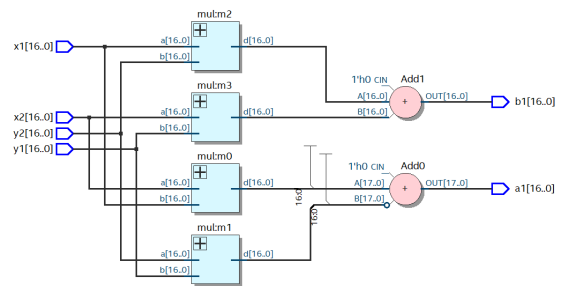 mul:m2
x1[16..0] a[16..0] d[16..0]
b[16..0]
mul:m3 1'h0 CIN Add1
x2[16..0] a[16..0] d[16..0] A[16..0] + OUT[16..0] b1[16..0]
y2[16..0] b[16..0] B[16..0]
y1[16..0]
mul:m0 1'h0 CIN Add0
a[16..0] d[16..0] A[17..0] + OUT[17..0] a1[16..0]
b[16..0] 16:0 B[17..0]
16:0
mul:m1
a[16..0] d[16..0]
b[16..0]